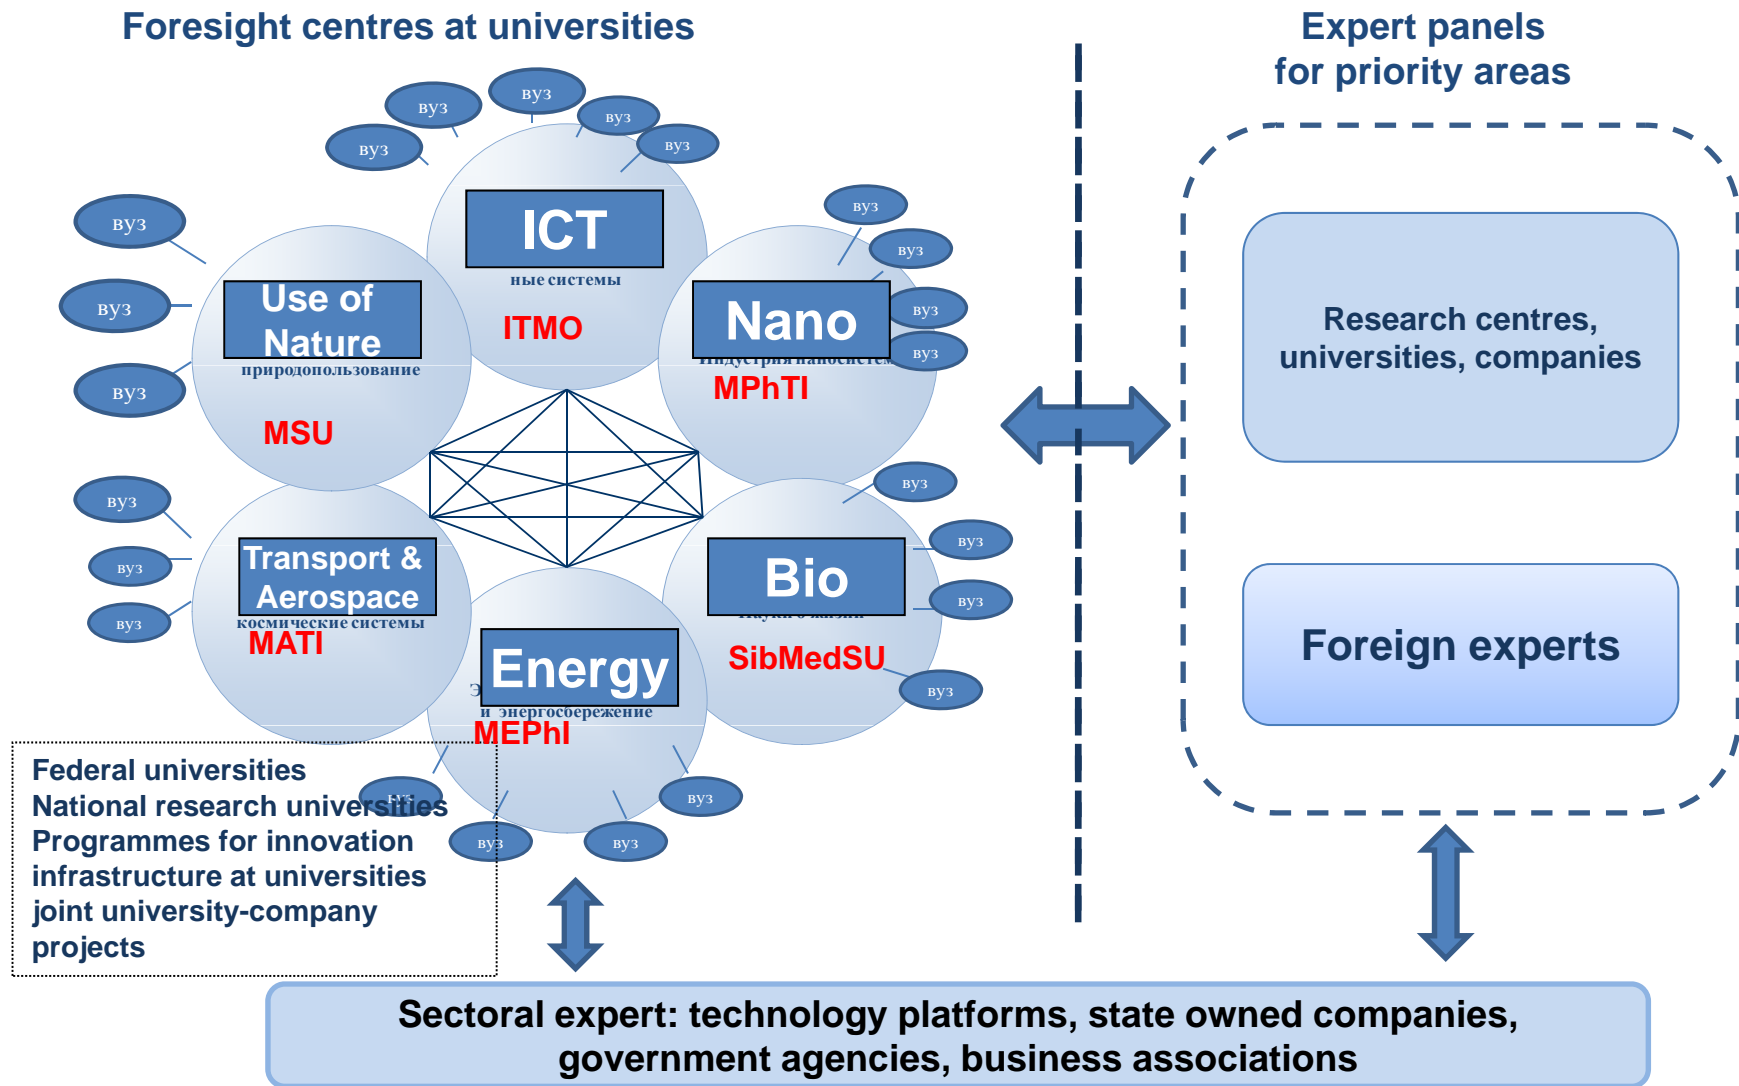 Foresight centres at universities
Expert panels
for priority areas
вуз
вуз
вуз
вуз
вуз
вуз
вуз
вуз
ICT
ные системы
ITMO
вуз
вуз
вуз
Use of
Nature
природопользование
MSU
вуз
вуз
Nano
MPhTI
Research centres,
universities, companies
вуз
вуз
вуз
Transport &
Aerospace
космические системы
MATI
вуз
вуз
вуз
вуз
Bio
SibMedSU
Energy
и энергосбережение
MEPhI
Foreign experts
вуз
вуз
вуз
вуз
Federal universities
National research universities
Programmes for innovation
infrastructure at universities
joint university-company
projects
Sectoral expert: technology platforms, state owned companies,
government agencies, business associations